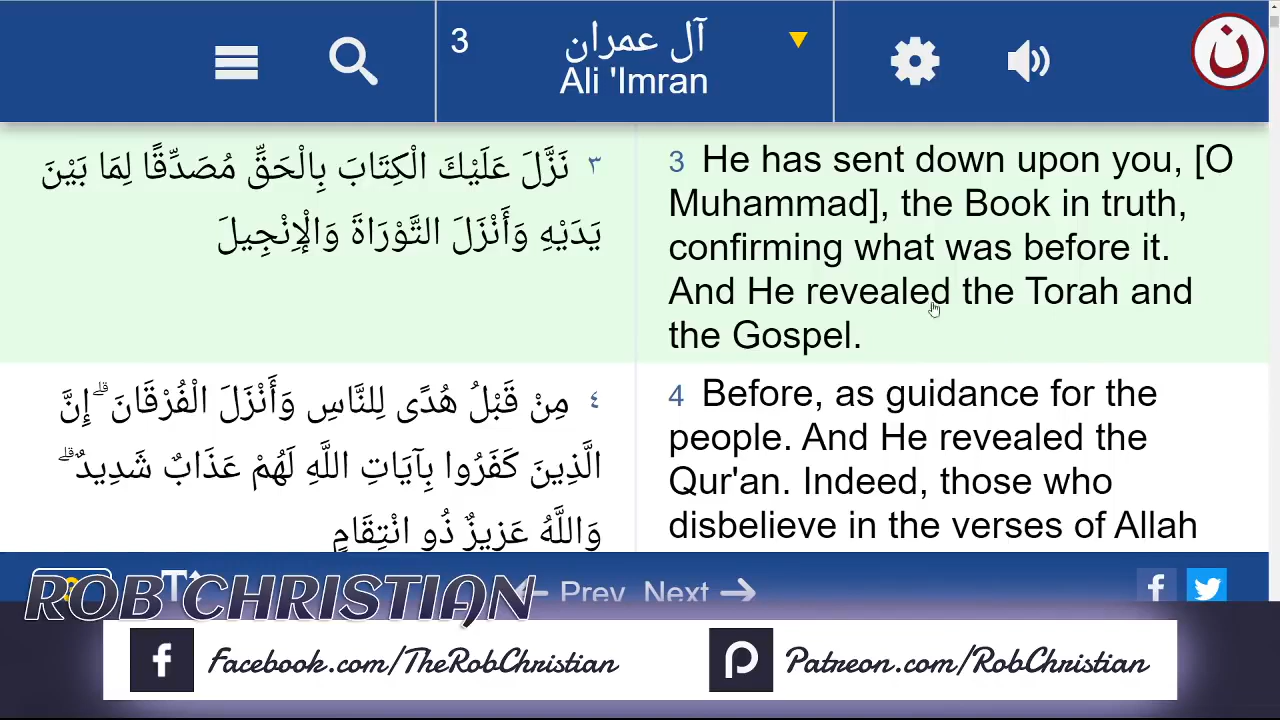 3
آل عمران
Ali 'Imran
ن
٣ نَزَّلَ عَلَيْكَ الْكِتَابَ بِالْحَقِّ مُصَدِّقًا لِمَا بَيْنَ
يَدَيْهِ وَأَنْزَلَ التَّوْرَاةَ وَالْإِنْجِيلَ
3 He has sent down upon you, [O
Muhammad], the Book in truth,
confirming what was before it.
And He revealed the Torah and
the Gospel.
٤ مِنْ قَبْلُ هُدًى لِلنَّاسِ وَأَنْزَلَ الْفُرْقَانَ ۗ إِنَّ
الَّذِينَ كَفَرُوا بِآيَاتِ اللَّهِ لَهُمْ عَذَابٌ شَدِيدٌ ۗ
وَاللَّهُ عَزِيزٌ ذُو انْتِقَامٍ
4 Before, as guidance for the
people. And He revealed the
Qur'an. Indeed, those who
disbelieve in the verses of Allah
Prev Next
ROB CHRISTIAN
Facebook.com/TheRobChristian
Patreon.com/RobChristian